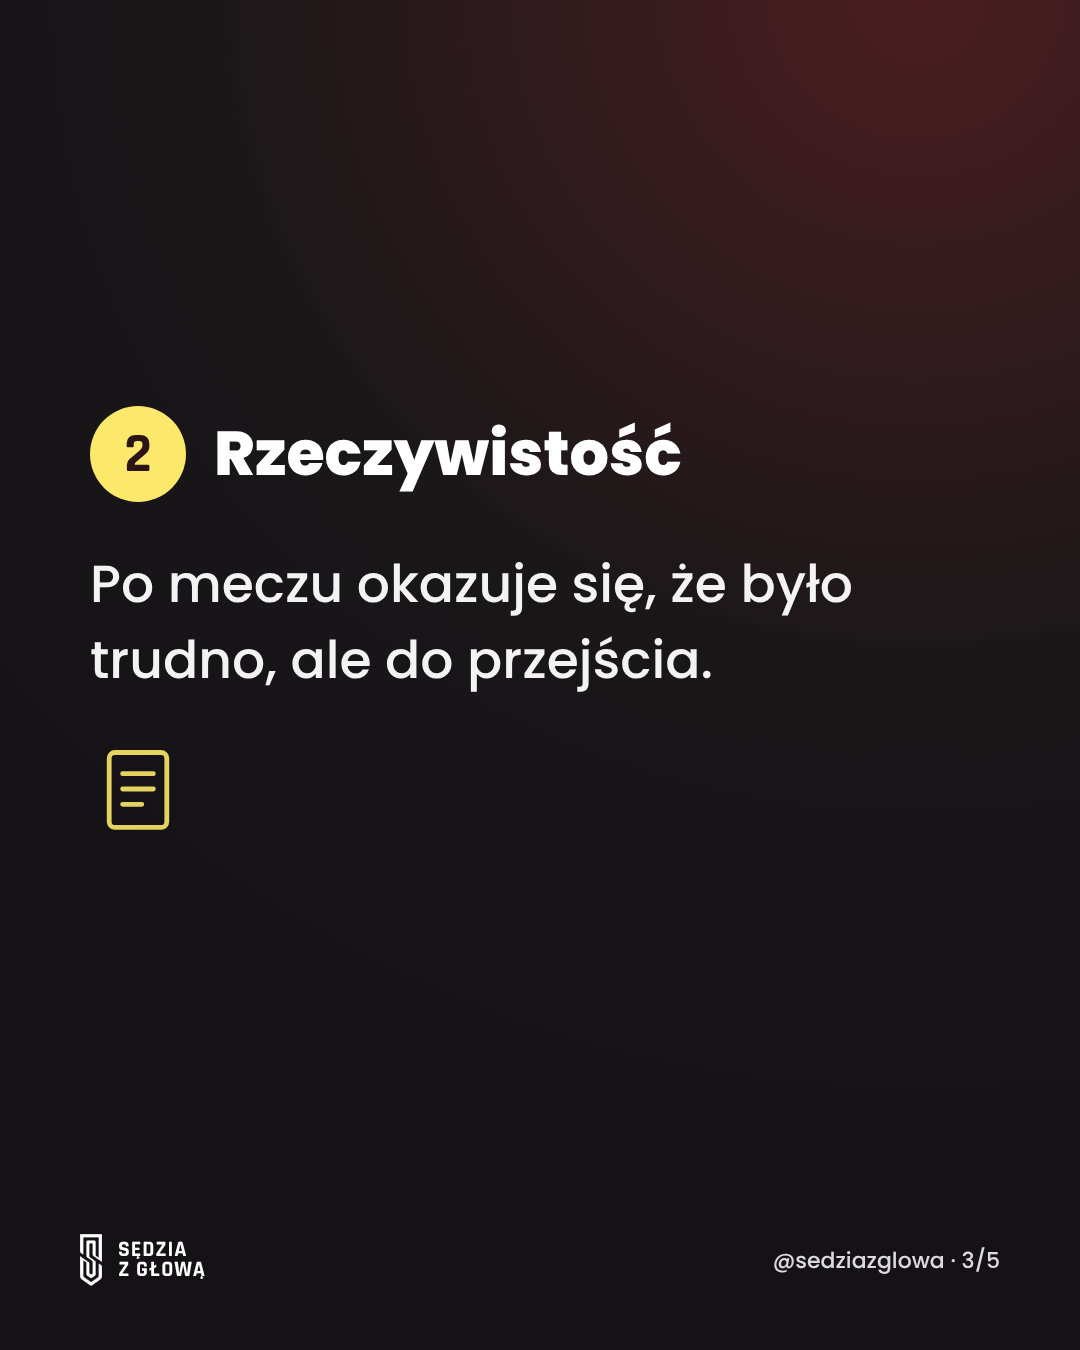 2 Rzeczywistość
Po meczu okazuje się, że było
trudno, ale do przejścia.
SĘDZIA
Z GŁOWĄ
@sedziazglowa · 3/5